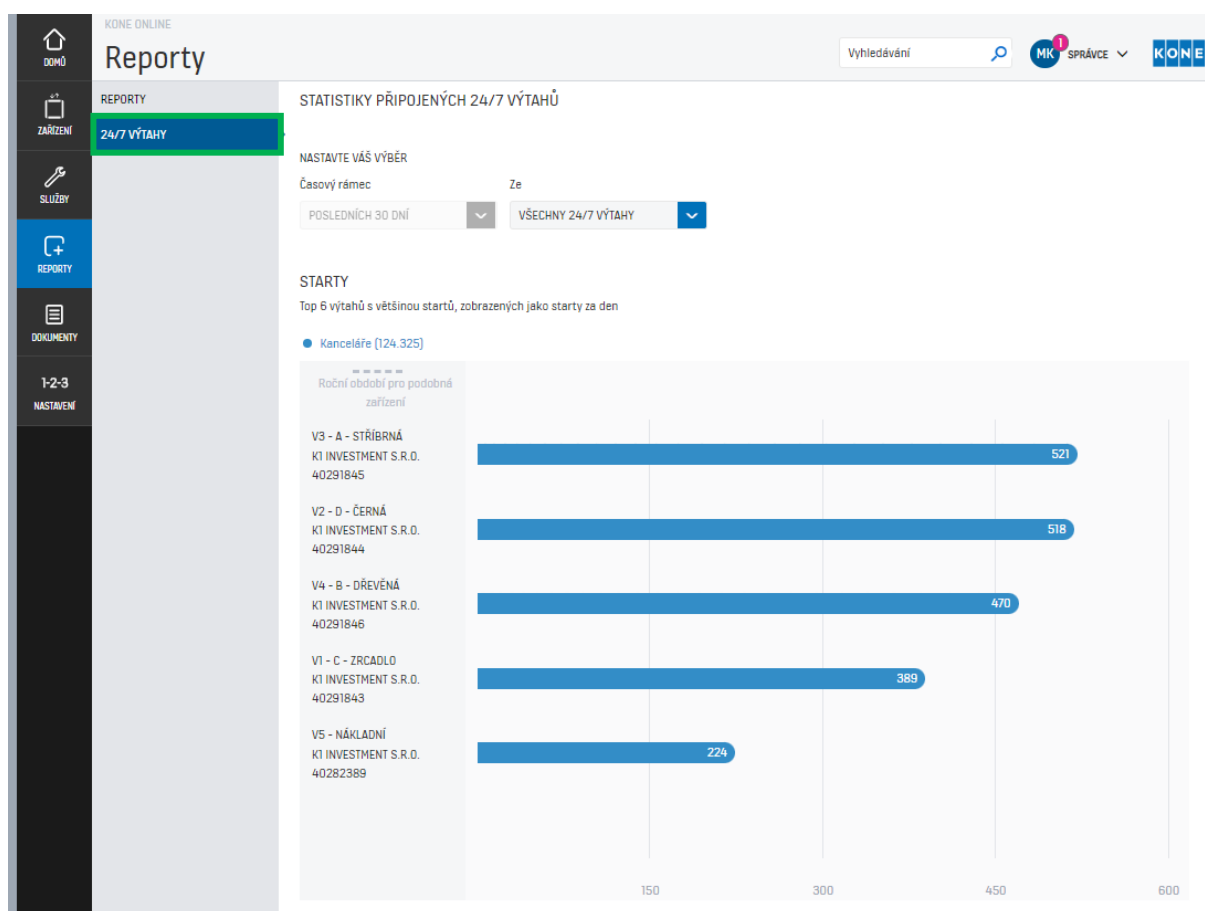 KONE ONLINE
Reporty
Vyhledávání
MK
1
SPRÁVCE
KONE
DOMŮ
ZAŘÍZENÍ
SLUŽBY
REPORTY
DOKUMENTY
1-2-3
NASTAVENÍ
REPORTY
24/7 VÝTAHY
STATISTIKY PŘIPOJENÝCH 24/7 VÝTAHŮ
NASTAVTE VÁŠ VÝBĚR
Časový rámec
Ze
POSLEDNÍCH 30 DNÍ
VŠECHNY 24/7 VÝTAHY
STARTY
Top 6 výtahů s většinou startů, zobrazených jako starty za den
Kanceláře (124.325)
Roční období pro podobná
zařízení
V3 - A - STŘÍBRNÁ
K1 INVESTMENT S.R.O.
40291845
521
V2 - D - ČERNÁ
K1 INVESTMENT S.R.O.
40291844
518
V4 - B - DŘEVĚNÁ
K1 INVESTMENT S.R.O.
40291846
470
V1 - C - ZRCADLO
K1 INVESTMENT S.R.O.
40291843
389
V5 - NÁKLADNÍ
K1 INVESTMENT S.R.O.
40282389
224
150
300
450
600